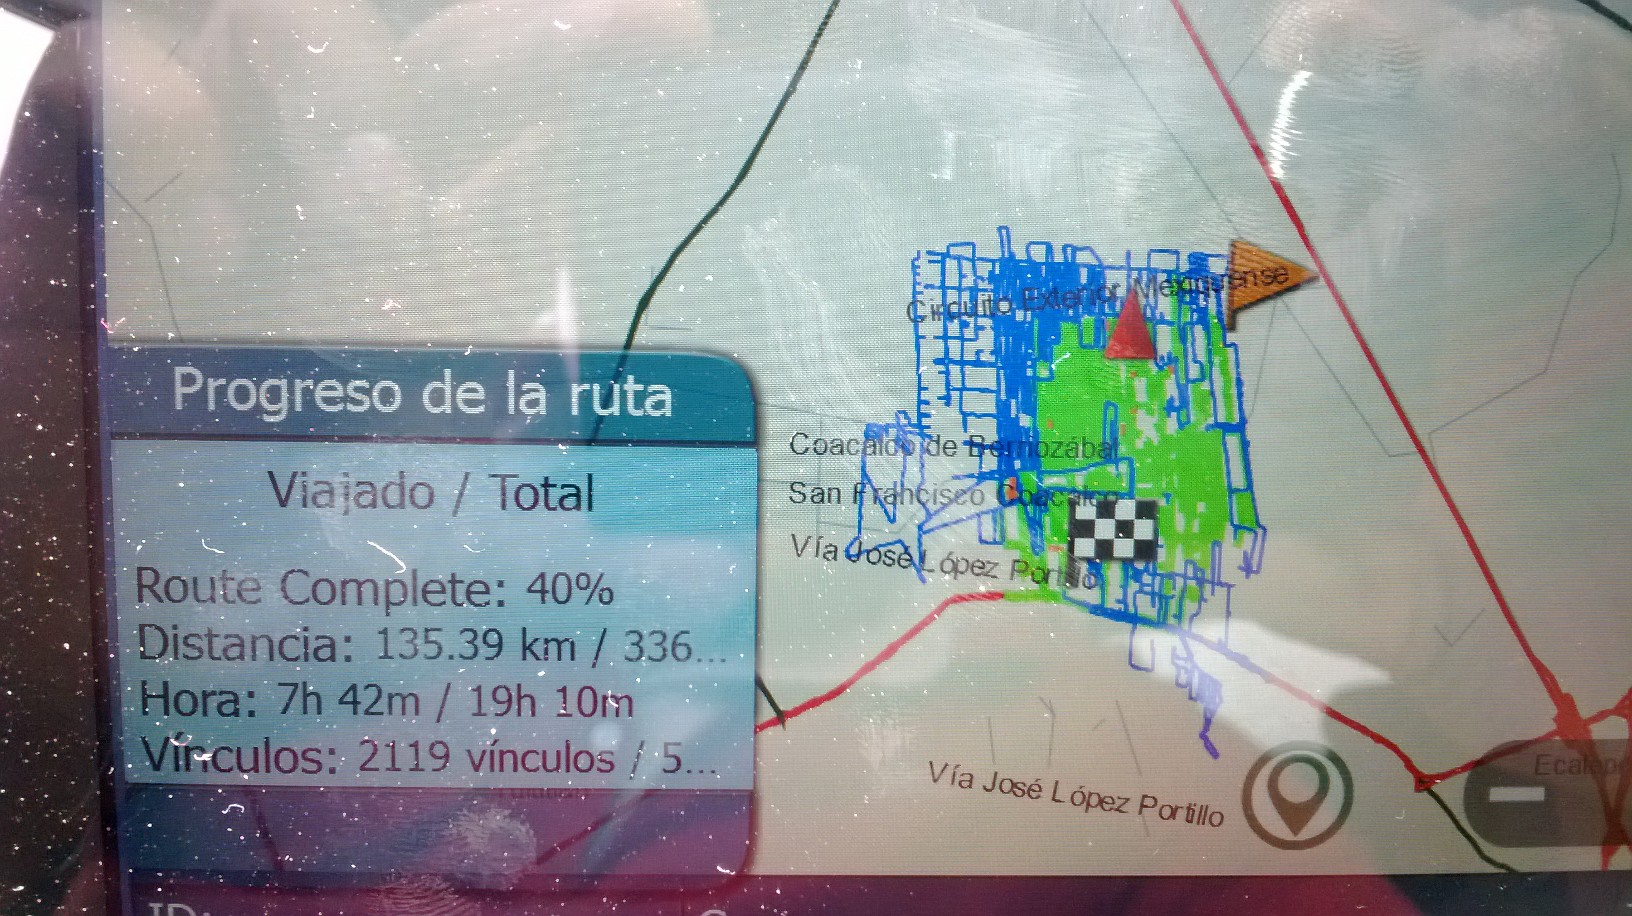 Circuito Exterior Mexiquense
Progreso de la ruta
Coacalco de Berriozábal
Viajado / Total
San Francisco Coacalco
Vía José López Portillo
Route Complete: 40%
Distancia: 135.39 km / 336...
Hora: 7h 42m / 19h 10m
Vínculos: 2119 vínculos / 5...
Vía José López Portillo
ID: